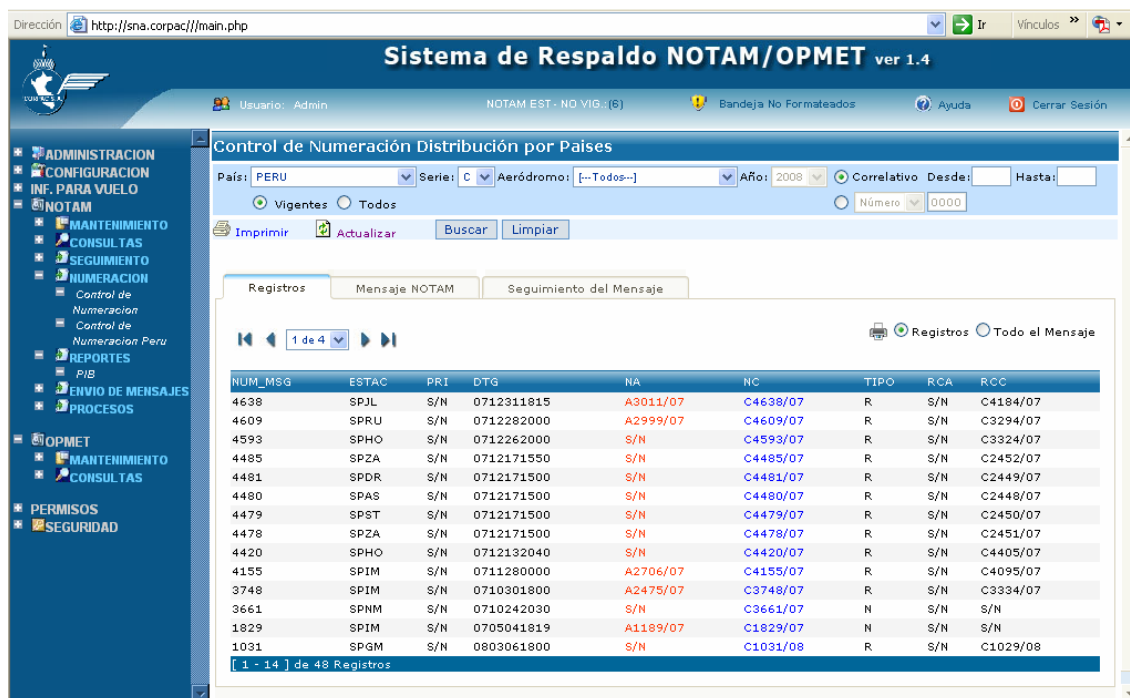 Dirección http://sna.corpac///main.php Ir Vínculos »
Sistema de Respaldo NOTAM/OPMET ver 1.4
CORPAC S.A.
Usuario: Admin NOTAM EST - NO VIG.:(6) Bandeja No Formateados Ayuda Cerrar Sesión
ADMINISTRACION
CONFIGURACION
INF. PARA VUELO
NOTAM
MANTENIMIENTO
CONSULTAS
SEGUIMIENTO
NUMERACION
Control de
Numeracion
Control de
Numeracion Peru
REPORTES
PIB
ENVIO DE MENSAJES
PROCESOS
OPMET
MANTENIMIENTO
CONSULTAS
PERMISOS
SEGURIDAD
Control de Numeración Distribución por Paises
País: PERU Serie: C Aeródromo: [---Todos---] Año: 2008 Correlativo Desde: Hasta:
Vigentes Todos Número 0000
Imprimir Actualizar Buscar Limpiar
Registros Mensaje NOTAM Seguimiento del Mensaje
1 de 4 Registros Todo el Mensaje
NUM_MSG ESTAC PRI DTG NA NC TIPO RCA RCC
4638 SPJL S/N 0712311815 A3011/07 C4638/07 R S/N C4184/07
4609 SPRU S/N 0712282000 A2999/07 C4609/07 R S/N C3294/07
4593 SPHO S/N 0712262000 S/N C4593/07 R S/N C3324/07
4485 SPZA S/N 0712171550 S/N C4485/07 R S/N C2452/07
4481 SPDR S/N 0712171500 S/N C4481/07 R S/N C2449/07
4480 SPAS S/N 0712171500 S/N C4480/07 R S/N C2448/07
4479 SPST S/N 0712171500 S/N C4479/07 R S/N C2450/07
4478 SPZA S/N 0712171500 S/N C4478/07 R S/N C2451/07
4420 SPHO S/N 0712132040 S/N C4420/07 R S/N C4405/07
4155 SPIM S/N 0711280000 A2706/07 C4155/07 R S/N C4095/07
3748 SPIM S/N 0710301800 A2475/07 C3748/07 R S/N C3334/07
3661 SPNM S/N 0710242030 S/N C3661/07 N S/N S/N
1829 SPIM S/N 0705041819 A1189/07 C1829/07 N S/N S/N
1031 SPGM S/N 0803061800 S/N C1031/08 R S/N C1029/08
[ 1 - 14 ] de 48 Registros